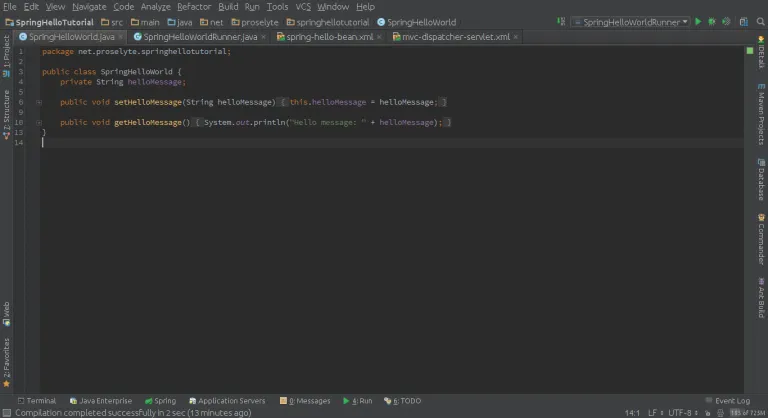 File Edit View Navigate Code Analyze Refactor Build Run Tools VCS Window Help
SpringHelloTutorial src main java net proselyte springhellotutorial SpringHelloWorld SpringHelloWorldRunner
SpringHelloWorld.java SpringHelloWorldRunner.java spring-hello-bean.xml mvc-dispatcher-servlet.xml
1 package net.proselyte.springhellotutorial;
2
3 public class SpringHelloWorld {
4 private String helloMessage;
5
6 public void setHelloMessage(String helloMessage) { this.helloMessage = helloMessage; }
9
10 public void getHelloMessage() { System.out.println("Hello message: " + helloMessage); }
13 }
14
1: Project
7: Structure
Web
2: Favorites
IDEtalk
Maven Projects
Database
Commander
Ant Build
Terminal Java Enterprise Spring Application Servers 0: Messages 4: Run 6: TODO Event Log
Compilation completed successfully in 2 sec (13 minutes ago) 14:1 LF UTF-8